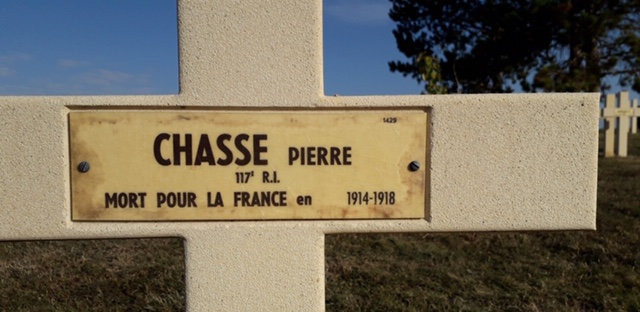 1429
CHASSE PIERRE
117E R.I.
MORT POUR LA FRANCE en 1914-1918